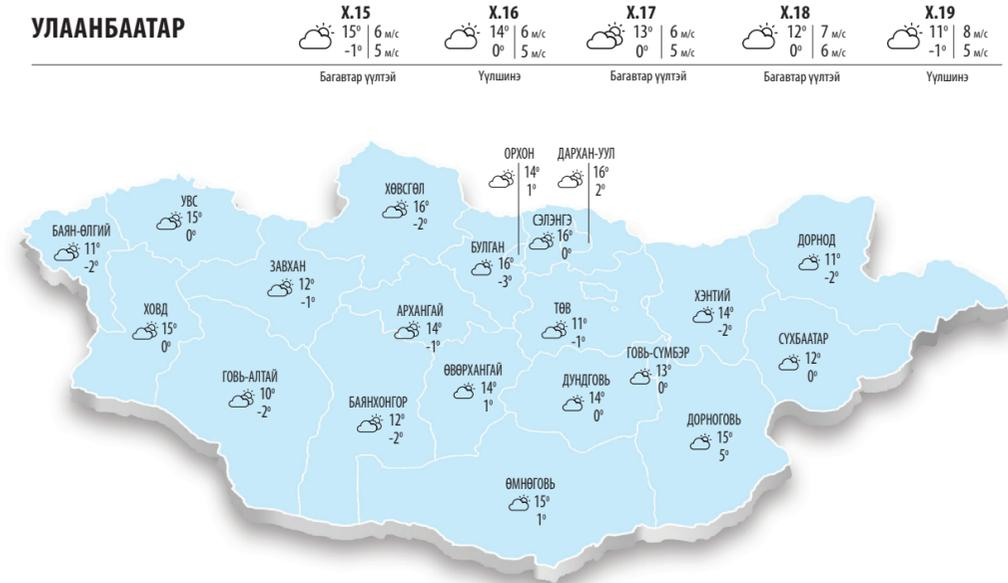 УЛААНБААТАР
X.15
15° 6 м/с
-1° 5 м/с
Багавтар үүлтэй
X.16
14° 6 м/с
0° 5 м/с
Үүлшинэ
X.17
13° 6 м/с
0° 5 м/с
Багавтар үүлтэй
X.18
12° 7 м/с
0° 6 м/с
Багавтар үүлтэй
X.19
11° 8 м/с
-1° 5 м/с
Үүлшинэ
ОРХОН
14°
1°
ДАРХАН-УУЛ
16°
2°
ХӨВСГӨЛ
16°
-2°
УВС
15°
0°
БАЯН-ӨЛГИЙ
11°
-2°
СЭЛЭНГЭ
16°
0°
БУЛГАН
16°
-3°
ДОРНОД
11°
-2°
ЗАВХАН
12°
-1°
ХОВД
15°
0°
АРХАНГАЙ
14°
-1°
ТӨВ
11°
-1°
ХЭНТИЙ
14°
-2°
СҮХБААТАР
12°
0°
ГОВЬ-СҮМБЭР
13°
0°
ГОВЬ-АЛТАЙ
10°
-2°
ӨВӨРХАНГАЙ
14°
1°
ДУНДГОВЬ
14°
0°
БАЯНХОНГОР
12°
-2°
ДОРНОГОВЬ
15°
5°
ӨМНӨГОВЬ
15°
1°